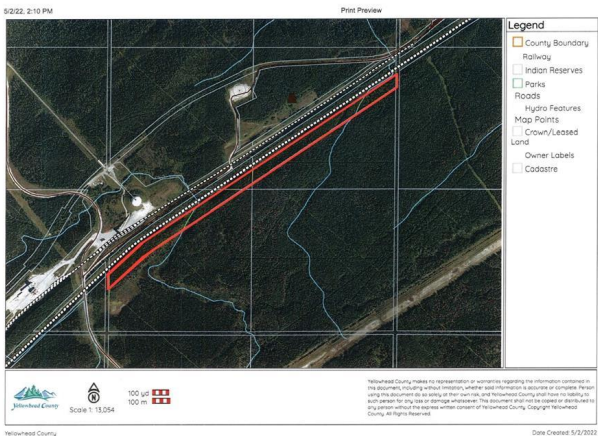 5/2/22, 2:10 PM
Print Preview
Legend
County Boundary
Railway
Indian Reserves
Parks
Roads
Hydro Features
Map Points
Crown/Leased
Land
Owner Labels
Cadastre
Yellowhead County
Scale 1: 13,054
100 yd
100 m
Yellowhead County makes no representation or warranties regarding the information contained in
this document, including without limitation, whether said information is accurate or complete. Person
using this document do so solely at their own risk, and Yellowhead County shall have no liability to
such person for any loss or damage whatsoever. This document shall not be copied or distributed to
any person without the express written consent of Yellowhead County. Copyright Yellowhead
County. All Rights Reserved.
Yellowhead County
Date Created: 5/2/2022